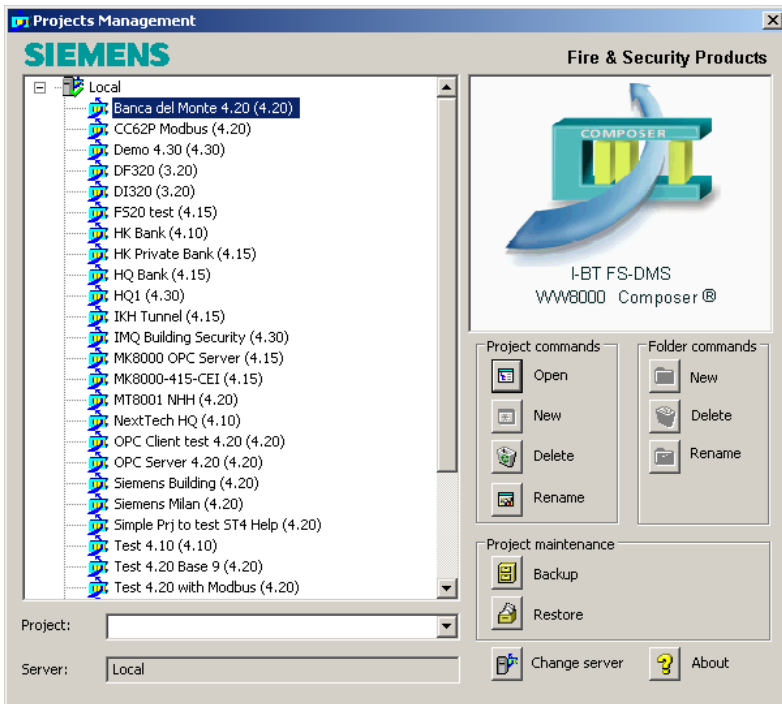 Projects Management
SIEMENS
Fire & Security Products
Local
Banca del Monte 4.20 (4.20)
CC62P Modbus (4.20)
Demo 4.30 (4.30)
DF320 (3.20)
DI320 (3.20)
FS20 test (4.15)
HK Bank (4.10)
HK Private Bank (4.15)
HQ Bank (4.15)
HQ1 (4.30)
IKH Tunnel (4.15)
IMQ Building Security (4.30)
MK8000 OPC Server (4.15)
MK8000-415-CEI (4.15)
MT8001 NHH (4.20)
NextTech HQ (4.10)
OPC Client test 4.20 (4.20)
OPC Server 4.20 (4.20)
Siemens Building (4.20)
Siemens Milan (4.20)
Simple Prj to test ST4 Help (4.20)
Test 4.10 (4.10)
Test 4.20 Base 9 (4.20)
Test 4.20 with Modbus (4.20)
Project:
Server:
Local
COMPOSER
I-BT FS-DMS
WW8000 Composer ®
Project commands
Open
New
Delete
Rename
Folder commands
New
Delete
Rename
Project maintenance
Backup
Restore
Change server
About